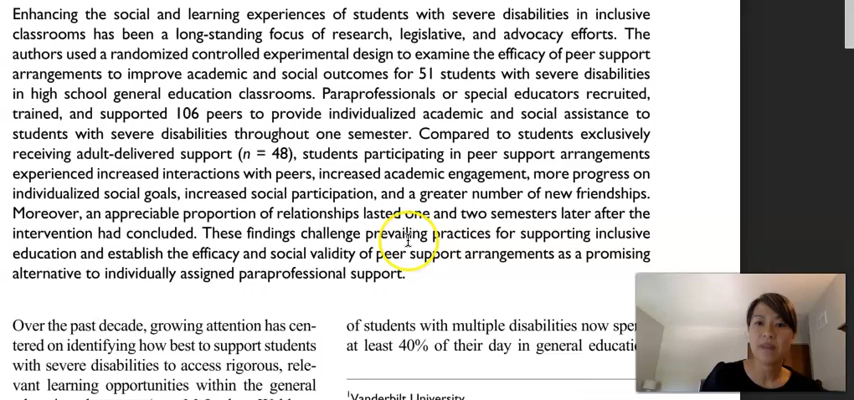 Enhancing the social and learning experiences of students with severe disabilities in inclusive
classrooms has been a long-standing focus of research, legislative, and advocacy efforts. The
authors used a randomized controlled experimental design to examine the efficacy of peer support
arrangements to improve academic and social outcomes for 51 students with severe disabilities
in high school general education classrooms. Paraprofessionals or special educators recruited,
trained, and supported 106 peers to provide individualized academic and social assistance to
students with severe disabilities throughout one semester. Compared to students exclusively
receiving adult-delivered support (n = 48), students participating in peer support arrangements
experienced increased interactions with peers, increased academic engagement, more progress on
individualized social goals, increased social participation, and a greater number of new friendships.
Moreover, an appreciable proportion of relationships lasted one and two semesters later after the
intervention had concluded. These findings challenge prevailing practices for supporting inclusive
education and establish the efficacy and social validity of peer support arrangements as a promising
alternative to individually assigned paraprofessional support.
Over the past decade, growing attention has cen-
tered on identifying how best to support students
with severe disabilities to access rigorous, rele-
vant learning opportunities within the general
of students with multiple disabilities now spe
at least 40% of their day in general educati
¹Vanderbilt University